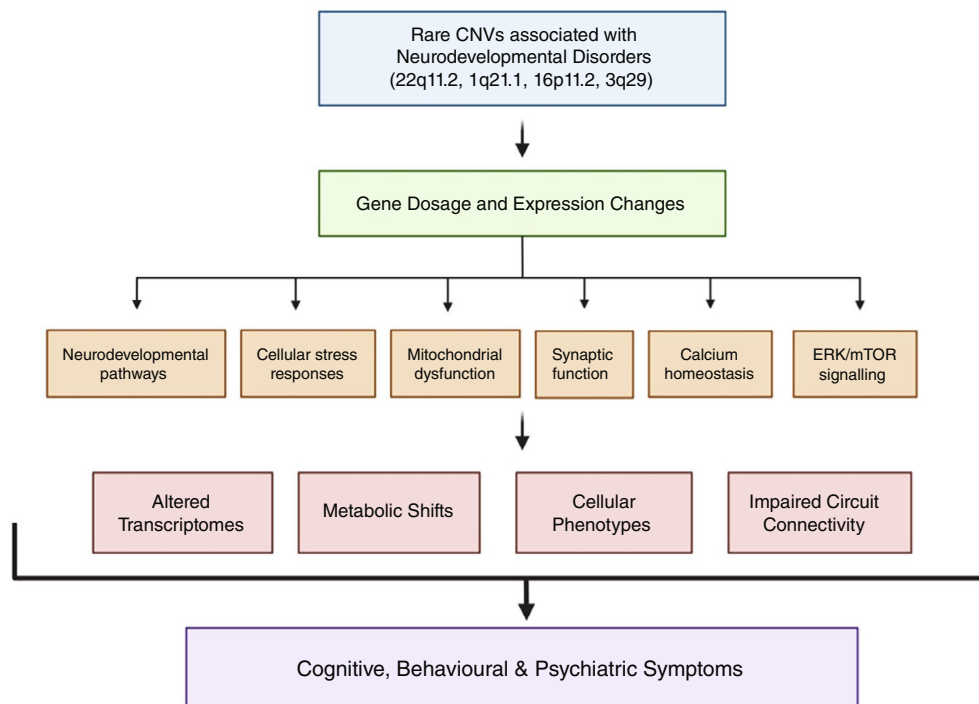 Rare CNVs associated with
Neurodevelopmental Disorders
(22q11.2, 1q21.1, 16p11.2, 3q29)
Gene Dosage and Expression Changes
Neurodevelopmental
pathways
Cellular stress
responses
Mitochondrial
dysfunction
Synaptic
function
Calcium
homeostasis
ERK/mTOR
signalling
Altered
Transcriptomes
Metabolic Shifts
Cellular
Phenotypes
Impaired Circuit
Connectivity
Cognitive, Behavioural & Psychiatric Symptoms